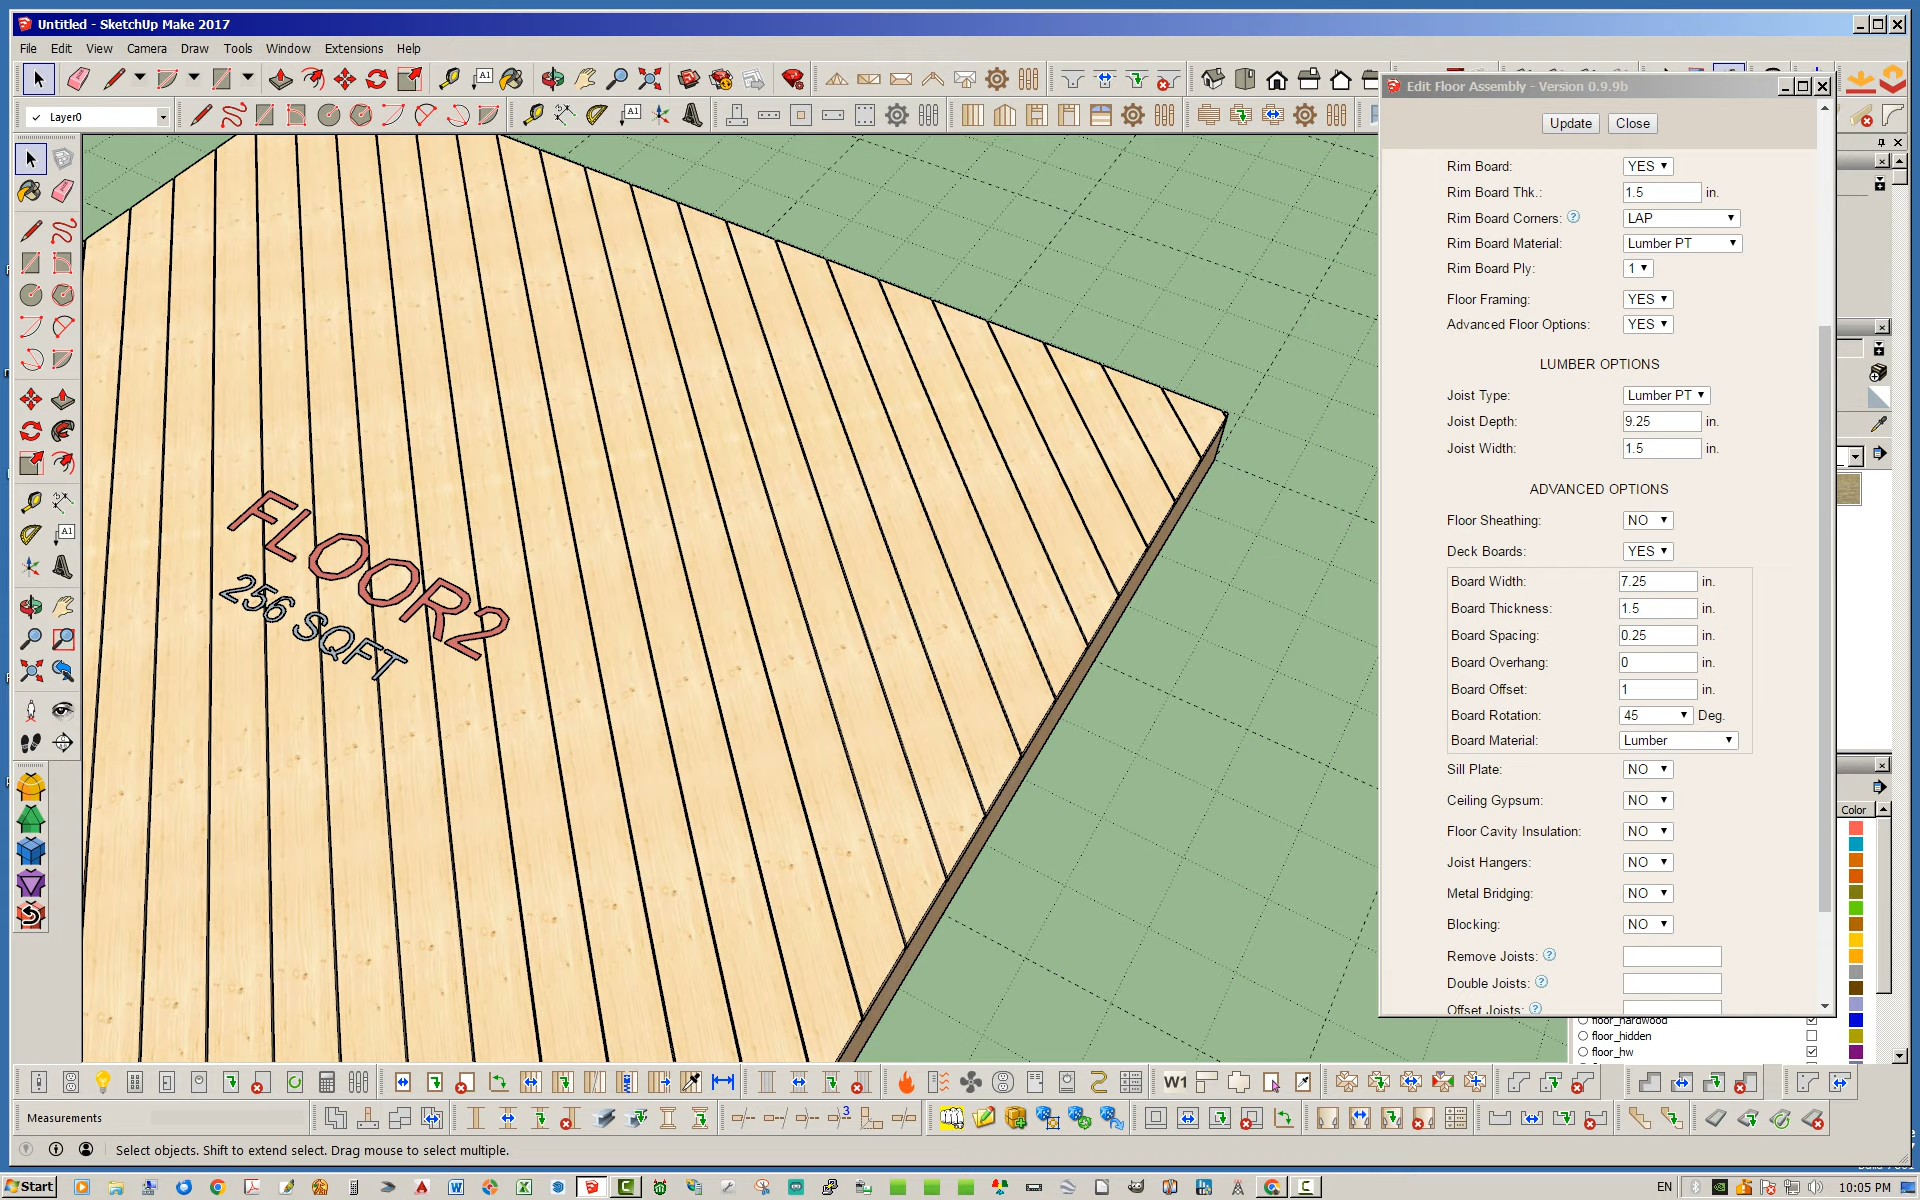 Untitled - SketchUp Make 2017
File Edit View Camera Draw Tools Window Extensions Help
Layer0
Edit Floor Assembly - Version 0.9.9b
Update Close
Rim Board: YES
Rim Board Thk.: 1.5 in.
Rim Board Corners: LAP
Rim Board Material: Lumber PT
Rim Board Ply: 1
Floor Framing: YES
Advanced Floor Options: YES
LUMBER OPTIONS
Joist Type: Lumber PT
Joist Depth: 9.25 in.
Joist Width: 1.5 in.
ADVANCED OPTIONS
Floor Sheathing: NO
Deck Boards: YES
Board Width: 7.25 in.
Board Thickness: 1.5 in.
Board Spacing: 0.25 in.
Board Overhang: 0 in.
Board Offset: 1 in.
Board Rotation: 45 Deg.
Board Material: Lumber
Sill Plate: NO
Ceiling Gypsum: NO
Floor Cavity Insulation: NO
Joist Hangers: NO
Metal Bridging: NO
Blocking: NO
Remove Joists:
Double Joists:
Offset Joists:
FLOOR2
256 SQFT
Color
floor_hardwood
floor_hidden
floor_hw
W1
3
Measurements
Select objects. Shift to extend select. Drag mouse to select multiple.
Start
EN
10:05 PM